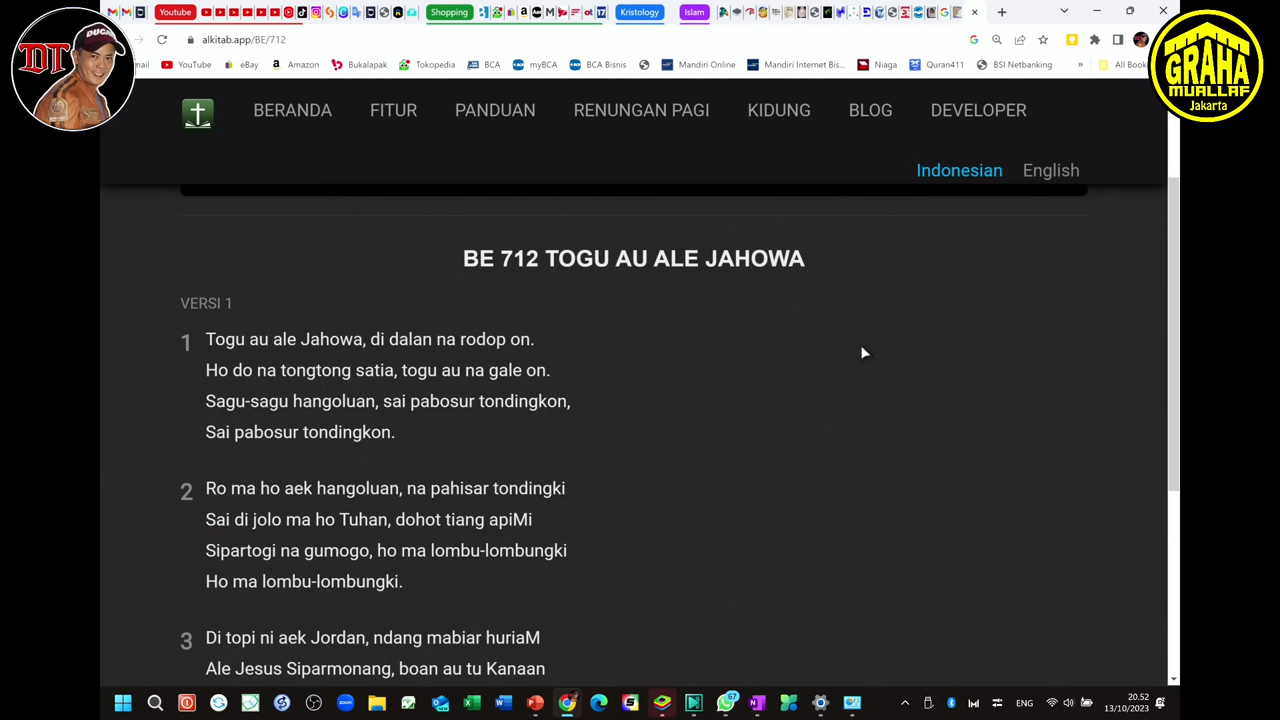 DT
DUCATI
GRAHA
MUALLAF
Jakarta
Youtube
Shopping
Kristology
Islam
alkitab.app/BE/712
mail
YouTube
eBay
Amazon
Bukalapak
Tokopedia
BCA
myBCA
BCA Bisnis
Mandiri Online
Mandiri Internet Bis...
Niaga
Quran411
BSI Netbanking
»
All Book
BERANDA
FITUR
PANDUAN
RENUNGAN PAGI
KIDUNG
BLOG
DEVELOPER
Indonesian
English
BE 712 TOGU AU ALE JAHOWA
VERSI 1
1 Togu au ale Jahowa, di dalan na rodop on.
Ho do na tongtong satia, togu au na gale on.
Sagu-sagu hangoluan, sai pabosur tondingkon,
Sai pabosur tondingkon.
2 Ro ma ho aek hangoluan, na pahisar tondingki
Sai di jolo ma ho Tuhan, dohot tiang apiMi
Sipartogi na gumogo, ho ma lombu-lombungki
Ho ma lombu-lombungki.
3 Di topi ni aek Jordan, ndang mabiar huriaM
Ale Jesus Siparmonang, boan au tu Kanaan
zoom
67
ENG
20.52
13/10/2023